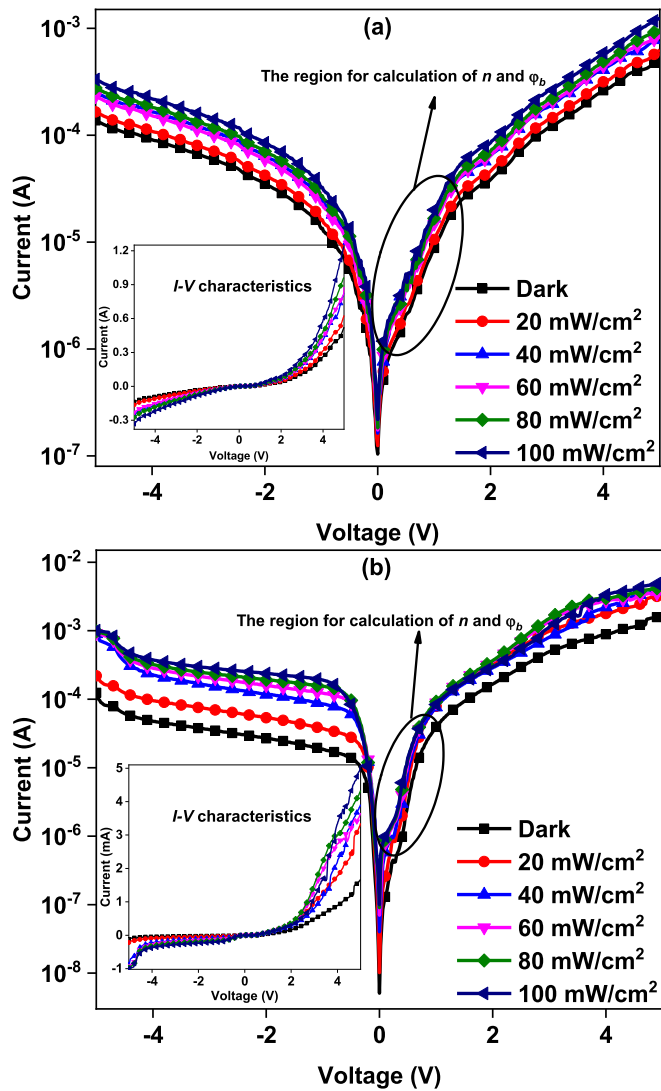 (a)
The region for calculation of n and φb
Current (A)
10^-3
10^-4
10^-5
10^-6
10^-7
-4 -2 0 2 4
Voltage (V)
I-V characteristics
Current (A)
1.2
0.9
0.6
0.3
0.0
-0.3
-4 -2 0 2 4
Voltage (V)
Dark
20 mW/cm²
40 mW/cm²
60 mW/cm²
80 mW/cm²
100 mW/cm²
(b)
The region for calculation of n and φb
Current (A)
10^-2
10^-3
10^-4
10^-5
10^-6
10^-7
10^-8
-4 -2 0 2 4
Voltage (V)
I-V characteristics
Current (mA)
5
4
3
2
1
0
-1
-4 -2 0 2 4
Voltage (V)
Dark
20 mW/cm²
40 mW/cm²
60 mW/cm²
80 mW/cm²
100 mW/cm²